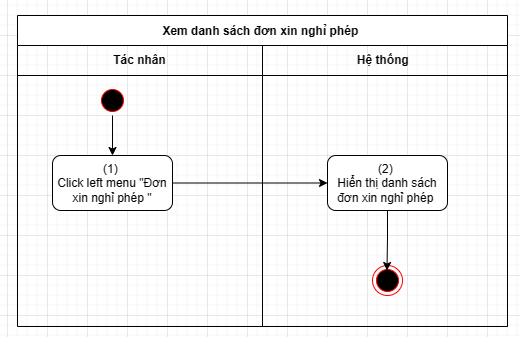 Xem danh sách đơn xin nghỉ phép
Tác nhân
Hệ thống
(1)
Click left menu "Đơn
xin nghỉ phép "
(2)
Hiển thị danh sách
đơn xin nghỉ phép